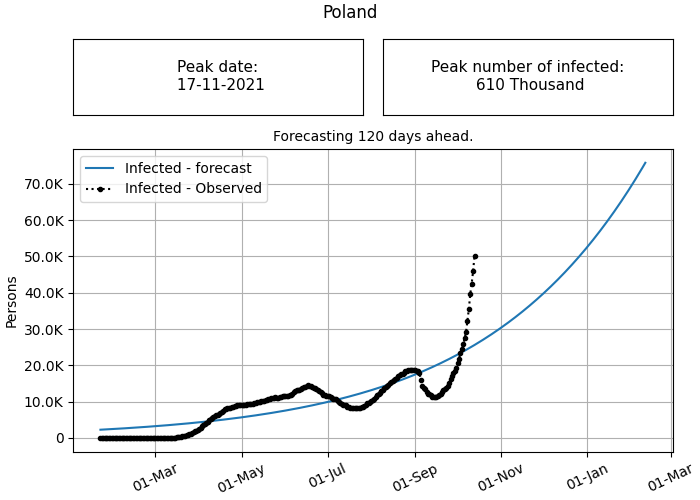 Poland
Peak date:
17-11-2021
Peak number of infected:
610 Thousand
Forecasting 120 days ahead.
Infected - forecast
Infected - Observed
Persons
70.0K
60.0K
50.0K
40.0K
30.0K
20.0K
10.0K
0
01-Mar
01-May
01-Jul
01-Sep
01-Nov
01-Jan
01-Mar